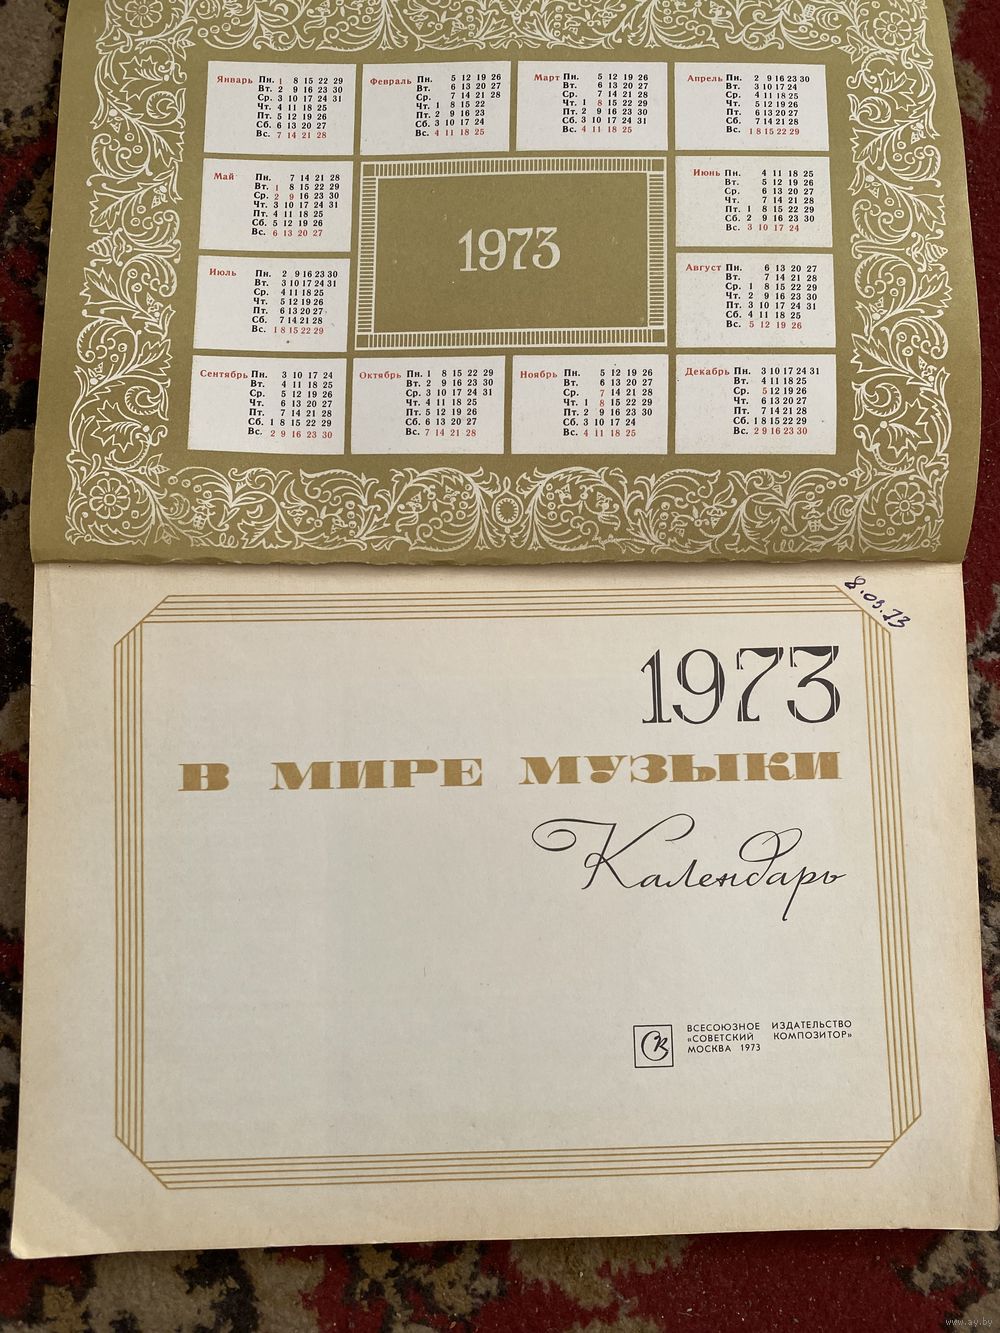 Январь Пн. 1 8 15 22 29
Вт. 2 9 16 23 30
Ср. 3 10 17 24 31
Чт. 4 11 18 25
Пт. 5 12 19 26
Сб. 6 13 20 27
Вс. 7 14 21 28
Февраль Пн. 5 12 19 26
Вт. 6 13 20 27
Ср. 7 14 21 28
Чт. 1 8 15 22
Пт. 2 9 16 23
Сб. 3 10 17 24
Вс. 4 11 18 25
Март Пн. 5 12 19 26
Вт. 6 13 20 27
Ср. 7 14 21 28
Чт. 1 8 15 22 29
Пт. 2 9 16 23 30
Сб. 3 10 17 24 31
Вс. 4 11 18 25
Апрель Пн. 2 9 16 23 30
Вт. 3 10 17 24
Ср. 4 11 18 25
Чт. 5 12 19 26
Пт. 6 13 20 27
Сб. 7 14 21 28
Вс. 1 8 15 22 29
Май Пн. 7 14 21 28
Вт. 1 8 15 22 29
Ср. 2 9 16 23 30
Чт. 3 10 17 24 31
Пт. 4 11 18 25
Сб. 5 12 19 26
Вс. 6 13 20 27
1973
Июнь Пн. 4 11 18 25
Вт. 5 12 19 26
Ср. 6 13 20 27
Чт. 7 14 21 28
Пт. 1 8 15 22 29
Сб. 2 9 16 23 30
Вс. 3 10 17 24
Июль Пн. 2 9 16 23 30
Вт. 3 10 17 24 31
Ср. 4 11 18 25
Чт. 5 12 19 26
Пт. 6 13 20 27
Сб. 7 14 21 28
Вс. 1 8 15 22 29
Август Пн. 6 13 20 27
Вт. 7 14 21 28
Ср. 1 8 15 22 29
Чт. 2 9 16 23 30
Пт. 3 10 17 24 31
Сб. 4 11 18 25
Вс. 5 12 19 26
Сентябрь Пн. 3 10 17 24
Вт. 4 11 18 25
Ср. 5 12 19 26
Чт. 6 13 20 27
Пт. 7 14 21 28
Сб. 1 8 15 22 29
Вс. 2 9 16 23 30
Октябрь Пн. 1 8 15 22 29
Вт. 2 9 16 23 30
Ср. 3 10 17 24 31
Чт. 4 11 18 25
Пт. 5 12 19 26
Сб. 6 13 20 27
Вс. 7 14 21 28
Ноябрь Пн. 5 12 19 26
Вт. 6 13 20 27
Ср. 7 14 21 28
Чт. 1 8 15 22 29
Пт. 2 9 16 23 30
Сб. 3 10 17 24
Вс. 4 11 18 25
Декабрь Пн. 3 10 17 24 31
Вт. 4 11 18 25
Ср. 5 12 19 26
Чт. 6 13 20 27
Пт. 7 14 21 28
Сб. 1 8 15 22 29
Вс. 2 9 16 23 30
8.09.73
1973
В МИРЕ МУЗЫКИ
Календарь
СК
ВСЕСОЮЗНОЕ ИЗДАТЕЛЬСТВО
«СОВЕТСКИЙ КОМПОЗИТОР»
МОСКВА 1973
www.ay.by